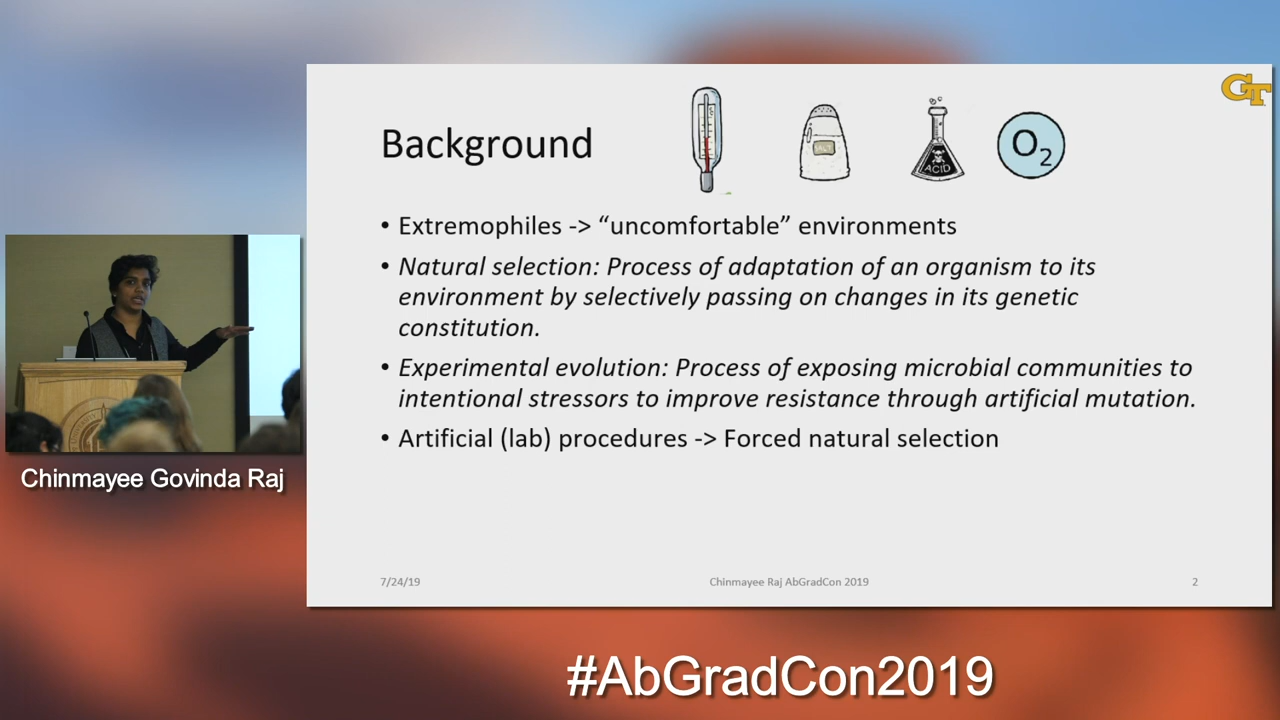 GT
Background
ACID
O2
• Extremophiles -> “uncomfortable” environments
• Natural selection: Process of adaptation of an organism to its
environment by selectively passing on changes in its genetic
constitution.
• Experimental evolution: Process of exposing microbial communities to
intentional stressors to improve resistance through artificial mutation.
• Artificial (lab) procedures -> Forced natural selection
7/24/19
Chinmayee Raj AbGradCon 2019
2
Chinmayee Govinda Raj
#AbGradCon2019